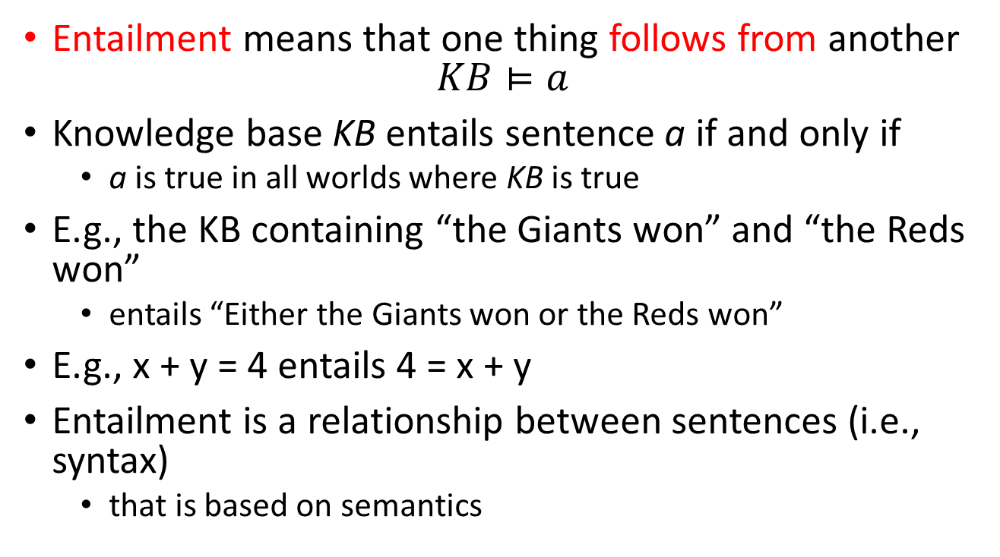 • Entailment means that one thing follows from another
KB ⊨ a
• Knowledge base KB entails sentence a if and only if
• a is true in all worlds where KB is true
• E.g., the KB containing “the Giants won” and “the Reds
won”
• entails “Either the Giants won or the Reds won”
• E.g., x + y = 4 entails 4 = x + y
• Entailment is a relationship between sentences (i.e.,
syntax)
• that is based on semantics